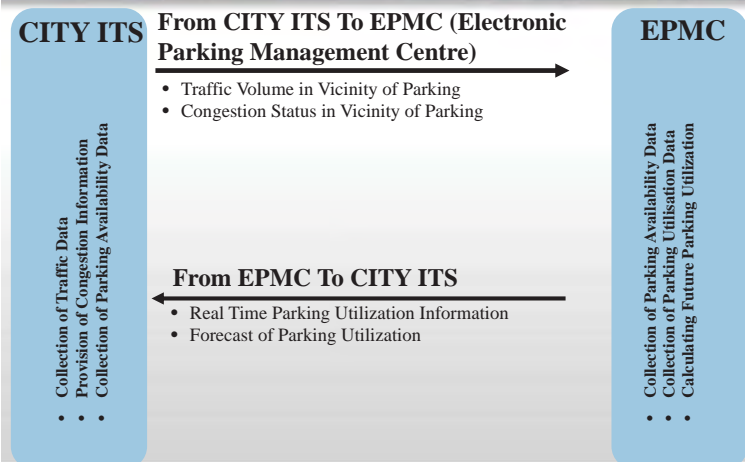 CITY ITS
From CITY ITS To EPMC (Electronic
Parking Management Centre)
• Traffic Volume in Vicinity of Parking
• Congestion Status in Vicinity of Parking
EPMC
• Collection of Traffic Data
• Provision of Congestion Information
• Collection of Parking Availability Data
From EPMC To CITY ITS
• Real Time Parking Utilization Information
• Forecast of Parking Utilization
• Collection of Parking Availability Data
• Collection of Parking Utilisation Data
• Calculating Future Parking Utilization